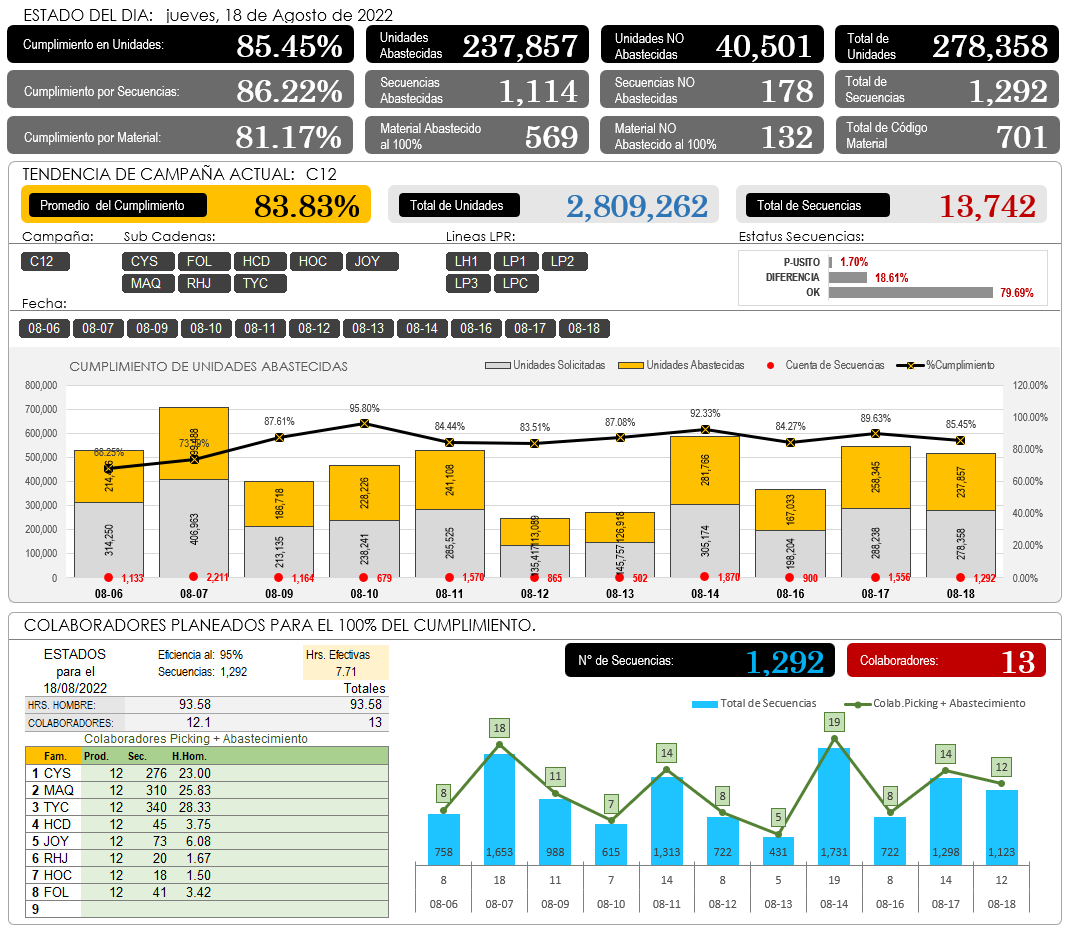 ESTADO DEL DIA: jueves, 18 de Agosto de 2022
Cumplimiento en Unidades: 85.45%
Unidades Abastecidas 237,857
Unidades NO Abastecidas 40,501
Total de Unidades 278,358
Cumplimiento por Secuencias: 86.22%
Secuencias Abastecidas 1,114
Secuencias NO Abastecidas 178
Total de Secuencias 1,292
Cumplimiento por Material: 81.17%
Material Abastecido al 100% 569
Material NO Abastecido al 100% 132
Total de Código Material 701
TENDENCIA DE CAMPAÑA ACTUAL: C12
Promedio del Cumplimiento 83.83%
Total de Unidades 2,809,262
Total de Secuencias 13,742
Campaña: Sub Cadenas: Lineas LPR: Estatus Secuencias:
C12 CYS FOL HCD HOC JOY LH1 LP1 LP2
MAQ RHJ TYC LP3 LPC
P-USITO 1.70%
DIFERENCIA 18.61%
OK 79.69%
Fecha:
08-06 08-07 08-09 08-10 08-11 08-12 08-13 08-14 08-16 08-17 08-18
CUMPLIMIENTO DE UNIDADES ABASTECIDAS
Unidades Solicitadas Unidades Abastecidas Cuenta de Secuencias %Cumplimiento
800,000 120.00%
700,000
600,000 100.00%
500,000 80.00%
400,000 60.00%
300,000 40.00%
200,000
100,000 20.00%
0 0.00%
68.25% 87.61% 95.80% 84.44% 83.51% 87.08% 92.33% 84.27% 89.63% 85.45%
186,718 228,226 241,108 113,089 126,918 281,766 167,033 258,345 237,857
314,250 406,963 213,135 238,241 285,525 135,417 145,757 305,174 198,204 288,238 278,358
1,133 2,211 1,164 679 1,570 865 502 1,870 900 1,556 1,292
08-06 08-07 08-09 08-10 08-11 08-12 08-13 08-14 08-16 08-17 08-18
COLABORADORES PLANEADOS PARA EL 100% DEL CUMPLIMIENTO.
ESTADOS para el 18/08/2022
Eficiencia al: 95%
Secuencias: 1,292
Hrs. Efectivas
7.71
Totales
HRS. HOMBRE: 93.58 93.58
COLABORADORES: 12.1 13
Colaboradores Picking + Abastecimiento
Fam. Prod. Sec. H.Hom.
1 CYS 12 276 23.00
2 MAQ 12 310 25.83
3 TYC 12 340 28.33
4 HCD 12 45 3.75
5 JOY 12 73 6.08
6 RHJ 12 20 1.67
7 HOC 12 18 1.50
8 FOL 12 41 3.42
9
N° de Secuencias: 1,292
Colaboradores: 13
Total de Secuencias Colab.Picking + Abastecimiento
8 18 11 7 14 8 5 19 8 14 12
758 1,653 988 615 1,313 722 431 1,731 722 1,298 1,123
8 18 11 7 14 8 5 19 8 14 12
08-06 08-07 08-09 08-10 08-11 08-12 08-13 08-14 08-16 08-17 08-18